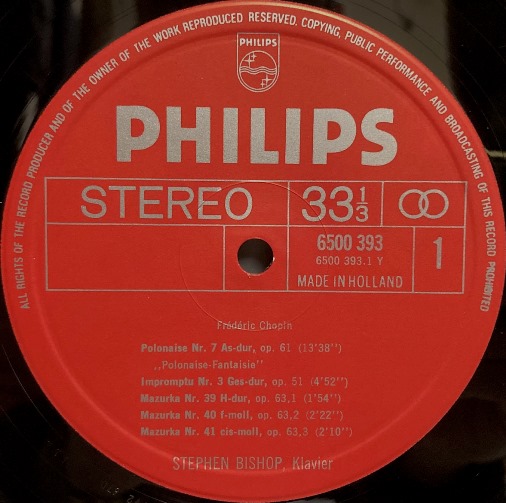 ALL RIGHTS OF THE RECORD PRODUCER AND OF THE OWNER OF THE WORK REPRODUCED RESERVED. COPYING, PUBLIC PERFORMANCE AND BROADCASTING OF THIS RECORD PROHIBITED
PHILIPS
PHILIPS
STEREO 33 1/3
6500 393 1
6500 393.1 Y
MADE IN HOLLAND
Frédéric Chopin
Polonaise Nr. 7 As-dur, op. 61 (13'38'')
„Polonaise-Fantaisie"
Impromptu Nr. 3 Ges-dur, op. 51 (4'52'')
Mazurka Nr. 39 H-dur, op. 63,1 (1'54'')
Mazurka Nr. 40 f-moll, op. 63,2 (2'22'')
Mazurka Nr. 41 cis-moll, op. 63,3 (2'10'')
STEPHEN BISHOP, Klavier